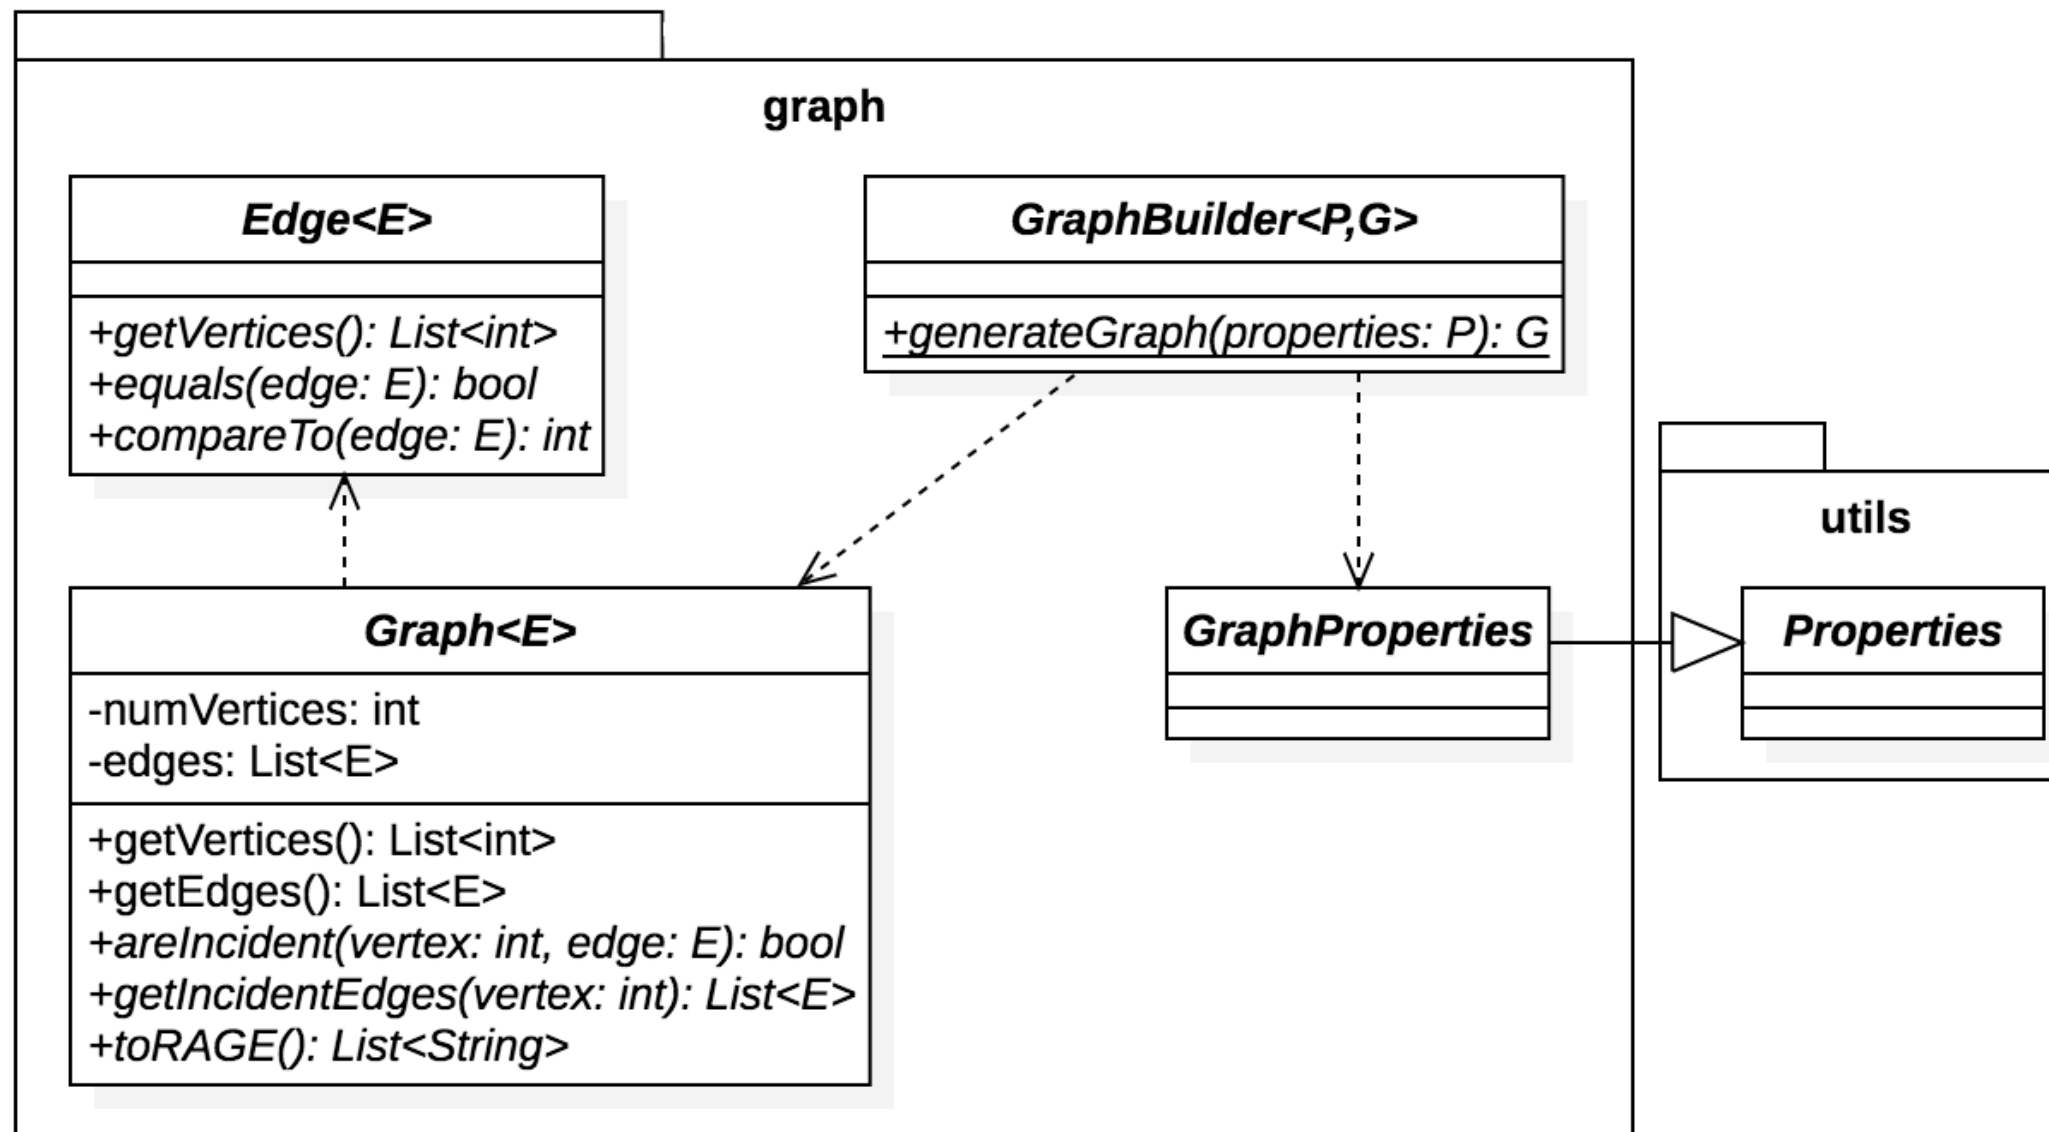 graph
Edge<E>
+getVertices(): List<int>
+equals(edge: E): bool
+compareTo(edge: E): int
GraphBuilder<P,G>
+generateGraph(properties: P): G
Graph<E>
-numVertices: int
-edges: List<E>
+getVertices(): List<int>
+getEdges(): List<E>
+areIncident(vertex: int, edge: E): bool
+getIncidentEdges(vertex: int): List<E>
+toRAGE(): List<String>
GraphProperties
utils
Properties